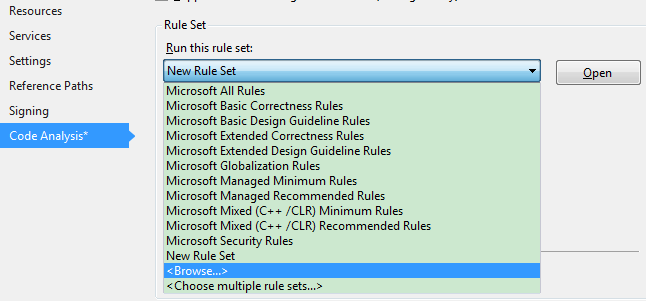 Resources
Services
Settings
Reference Paths
Signing
Code Analysis*
Rule Set
Run this rule set:
New Rule Set
Open
Microsoft All Rules
Microsoft Basic Correctness Rules
Microsoft Basic Design Guideline Rules
Microsoft Extended Correctness Rules
Microsoft Extended Design Guideline Rules
Microsoft Globalization Rules
Microsoft Managed Minimum Rules
Microsoft Managed Recommended Rules
Microsoft Mixed (C++ /CLR) Minimum Rules
Microsoft Mixed (C++ /CLR) Recommended Rules
Microsoft Security Rules
New Rule Set
<Browse...>
<Choose multiple rule sets...>